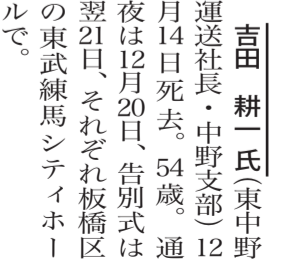 吉田 耕一氏(東中野
運送社長・中野支部)12
月14日死去。54歳。 通
夜は12月20日、告別式は
翌21日、それぞれ板橋区
の東武練馬シティホー
ルで。